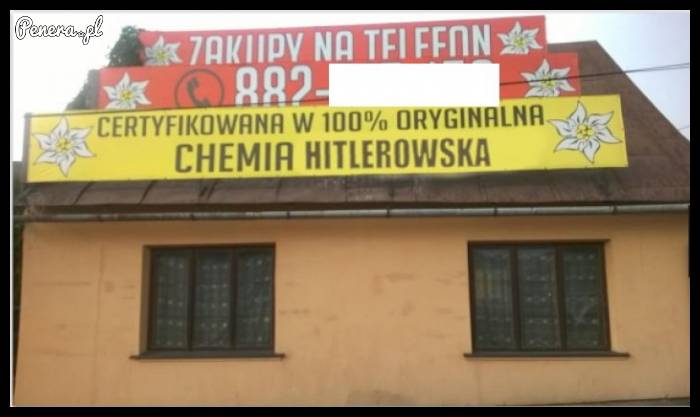 Penera.pl
ZAKUPY NA TELEFON
882-
CERTYFIKOWANA W 100% ORYGINALNA
CHEMIA HITLEROWSKA